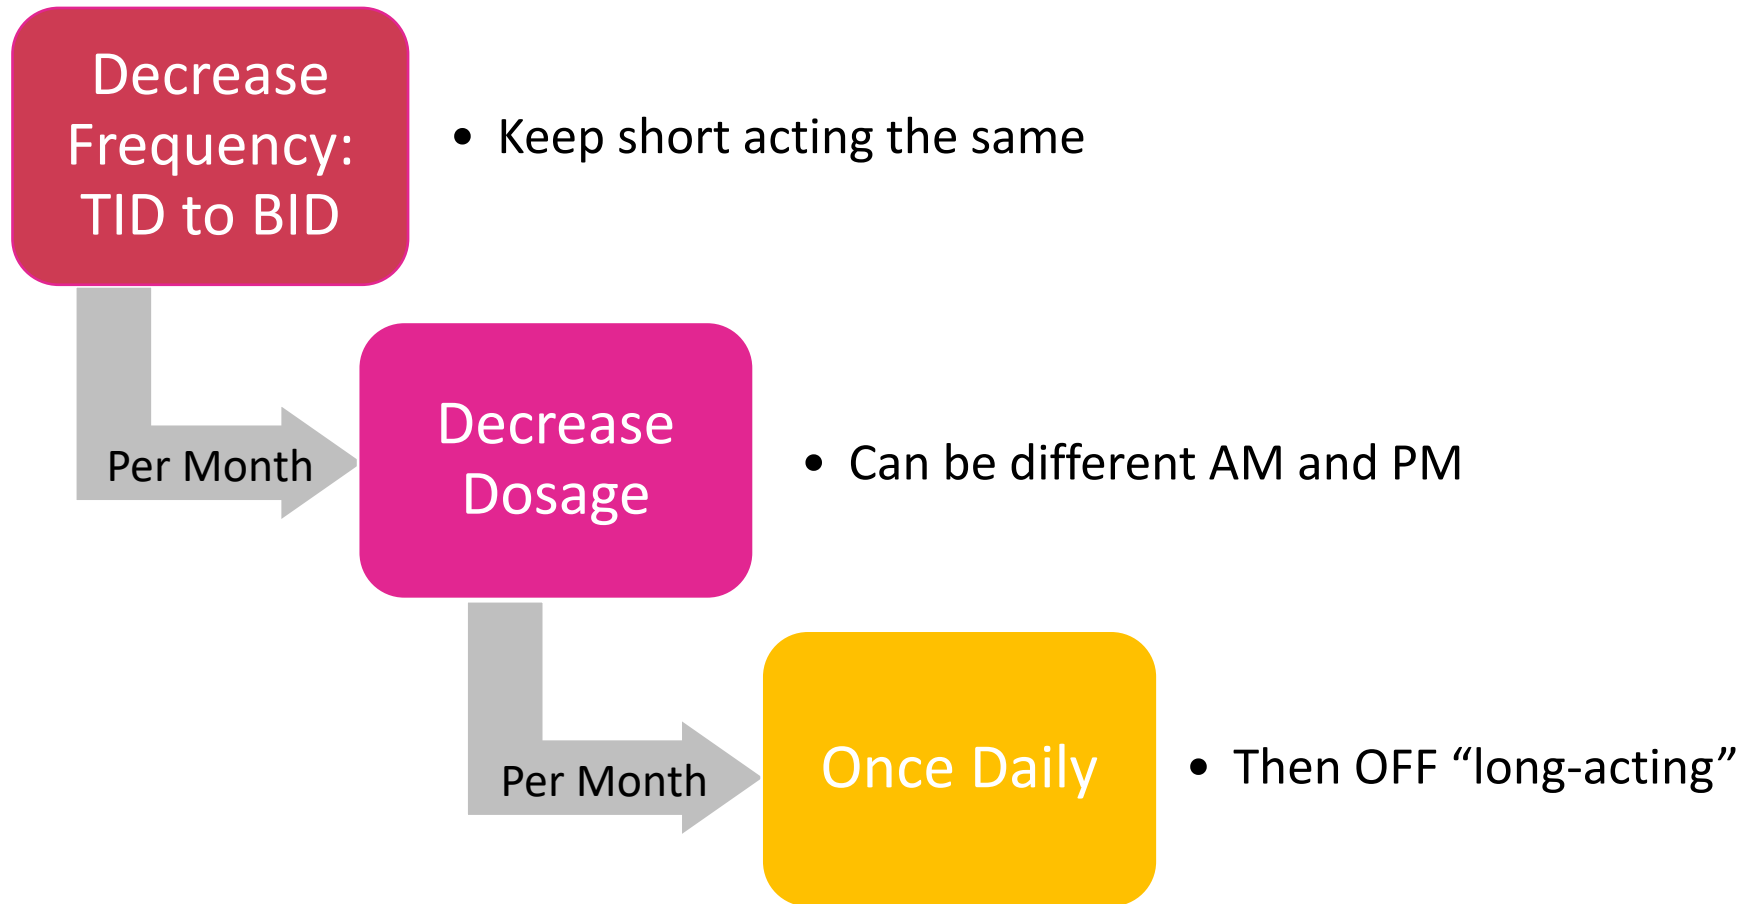 Decrease
Frequency:
TID to BID
• Keep short acting the same
Per Month
Decrease
Dosage
• Can be different AM and PM
Per Month
Once Daily
• Then OFF “long-acting”